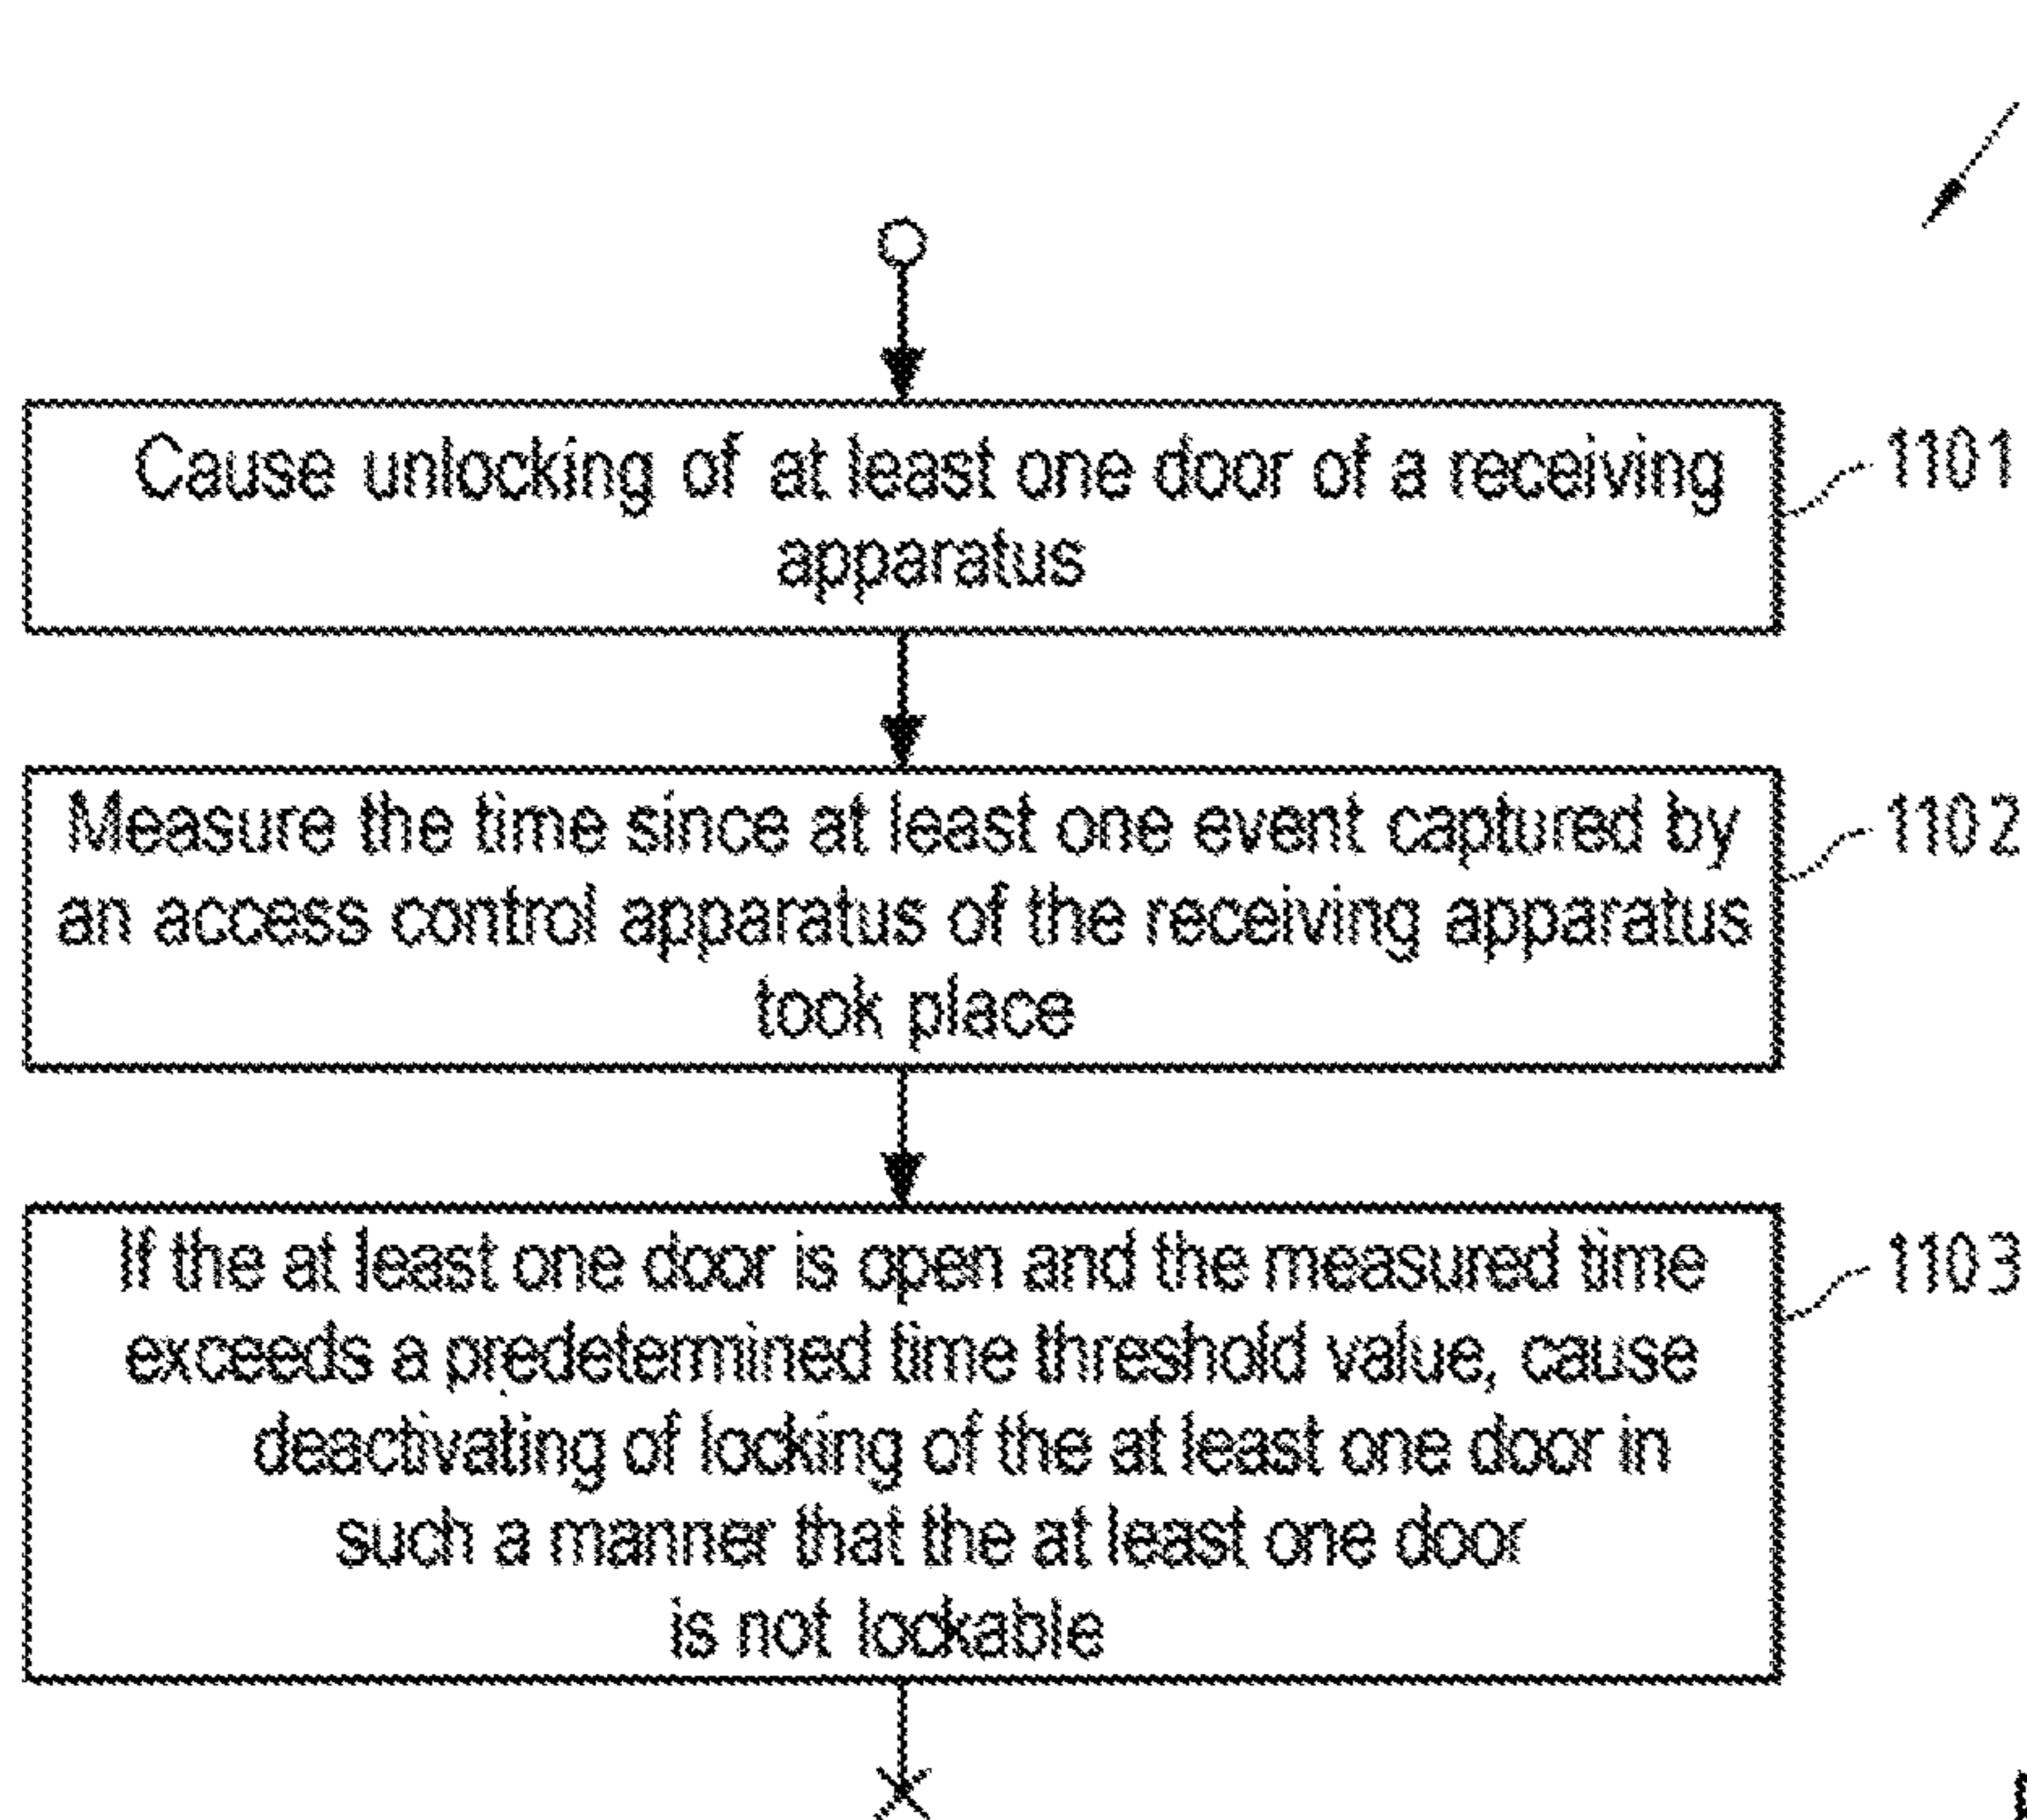 Cause unlocking of at least one door of a receiving
apparatus
1101
Measure the time since at least one event captured by
an access control apparatus of the receiving apparatus
took place
1102
If the at least one door is open and the measured time
exceeds a predetermined time threshold value, cause
deactivating of locking of the at least one door in
such a manner that the at least one door
is not lockable
1103